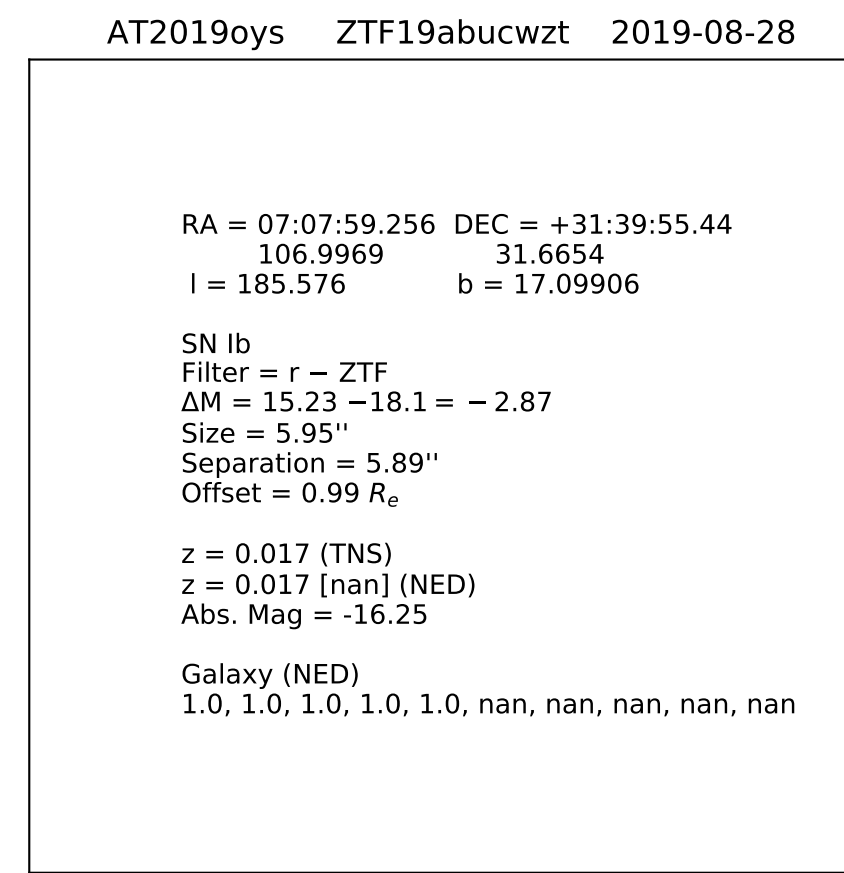 AT2019oys ZTF19abucwzt 2019-08-28
RA = 07:07:59.256 DEC = +31:39:55.44
106.9969 31.6654
l = 185.576 b = 17.09906
SN Ib
Filter = r − ZTF
ΔM = 15.23 −18.1 = − 2.87
Size = 5.95''
Separation = 5.89''
Offset = 0.99 Rₑ
z = 0.017 (TNS)
z = 0.017 [nan] (NED)
Abs. Mag = -16.25
Galaxy (NED)
1.0, 1.0, 1.0, 1.0, 1.0, nan, nan, nan, nan, nan